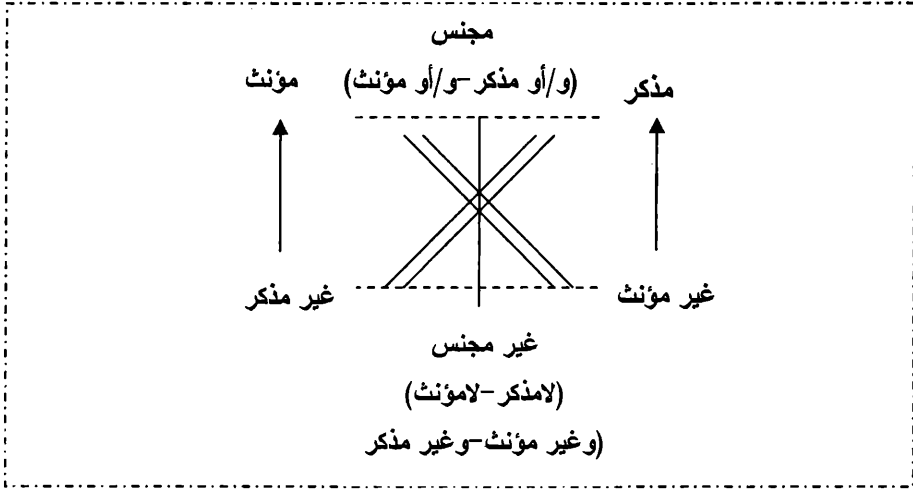 مجنس
مذكر (و/أو مذكر-و/أو مؤنث) مؤنث
غير مؤنث غير مذكر
غير مجنس
(لامذكر-لامؤنث)
(وغير مؤنث-وغير مذكر